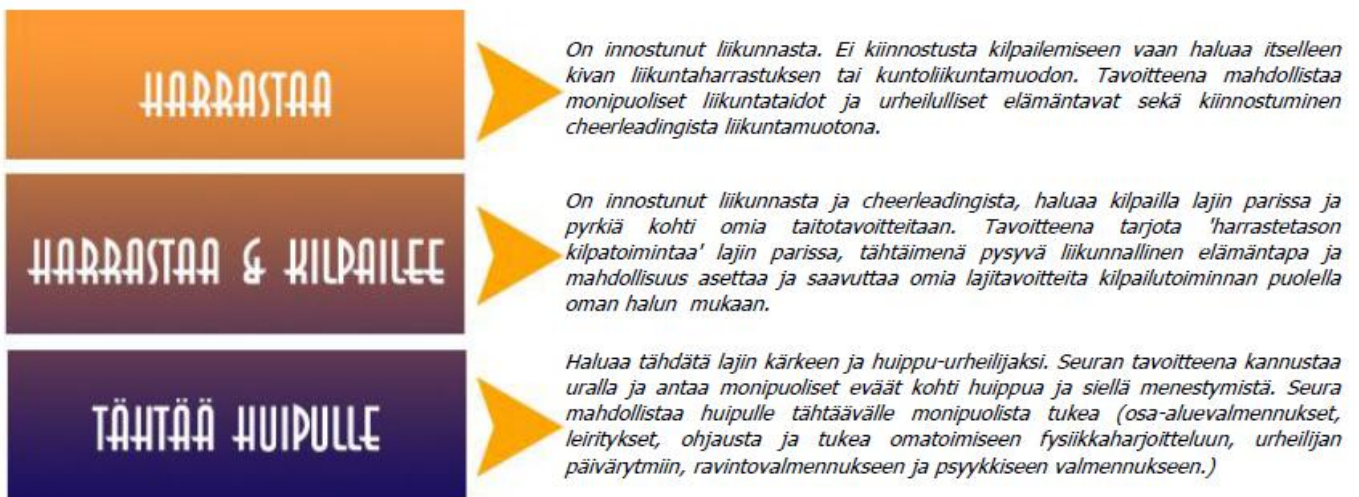 HARRASTAA
On innostunut liikunnasta. Ei kiinnostusta kilpailemiseen vaan haluaa itselleen
kivan liikuntaharrastuksen tai kuntoliikuntamuodon. Tavoitteena mahdollistaa
monipuoliset liikuntataidot ja urheilulliset elämäntavat sekä kiinnostuminen
cheerleadingista liikuntamuotona.
HARRASTAA & KILPAILEE
On innostunut liikunnasta ja cheerleadingista, haluaa kilpailla lajin parissa ja
pyrkiä kohti omia taitotavoitteitaan. Tavoitteena tarjota 'harrastetason
kilpatoimintaa' lajin parissa, tähtäimenä pysyvä liikunnallinen elämäntapa ja
mahdollisuus asettaa ja saavuttaa omia lajitavoitteita kilpailutoiminnan puolella
oman halun mukaan.
TÄHTÄÄ HUIPULLE
Haluaa tähdätä lajin kärkeen ja huippu-urheilijaksi. Seuran tavoitteena kannustaa
uralla ja antaa monipuoliset eväät kohti huippua ja siellä menestymistä. Seura
mahdollistaa huipulle tähtäävälle monipuolista tukea (osa-aluevalmennukset,
leiritykset, ohjausta ja tukea omatoimiseen fysiikkaharjoitteluun, urheilijan
päivärytmiin, ravintovalmennukseen ja psyykkiseen valmennukseen.)